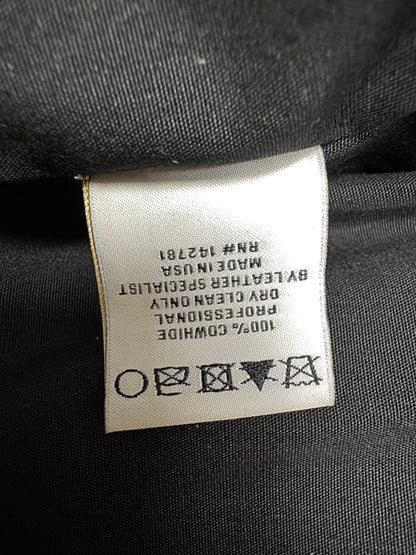 100% COWHIDE
PROFESSIONAL
DRY CLEAN ONLY
BY LEATHER SPECIALIST
MADE IN USA
RN# 142781